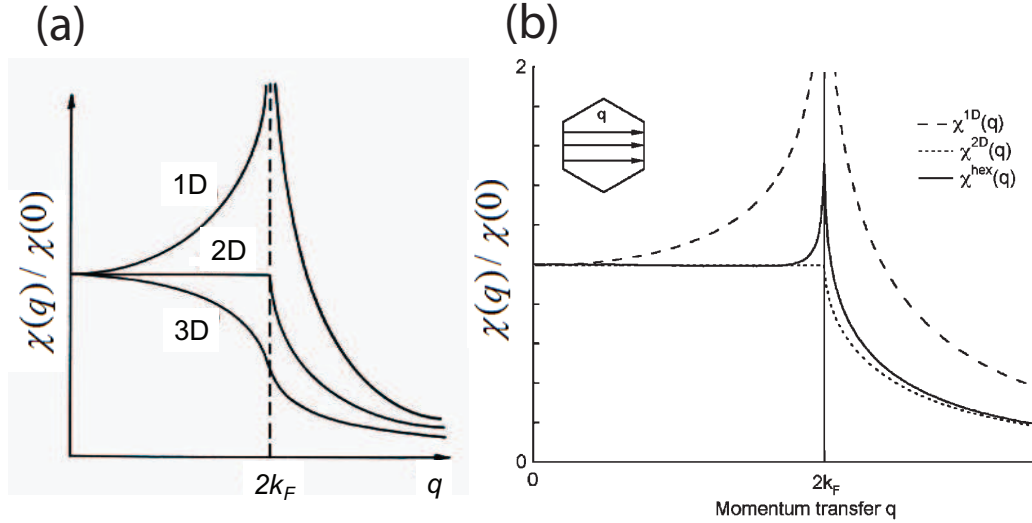 (a)
χ(q) / χ(0)
1D
2D
3D
2k_F
q
(b)
χ(q) / χ(0)
2
0
0
2k_F
Momentum transfer q
q
χ^1D(q)
χ^2D(q)
χ^hex(q)